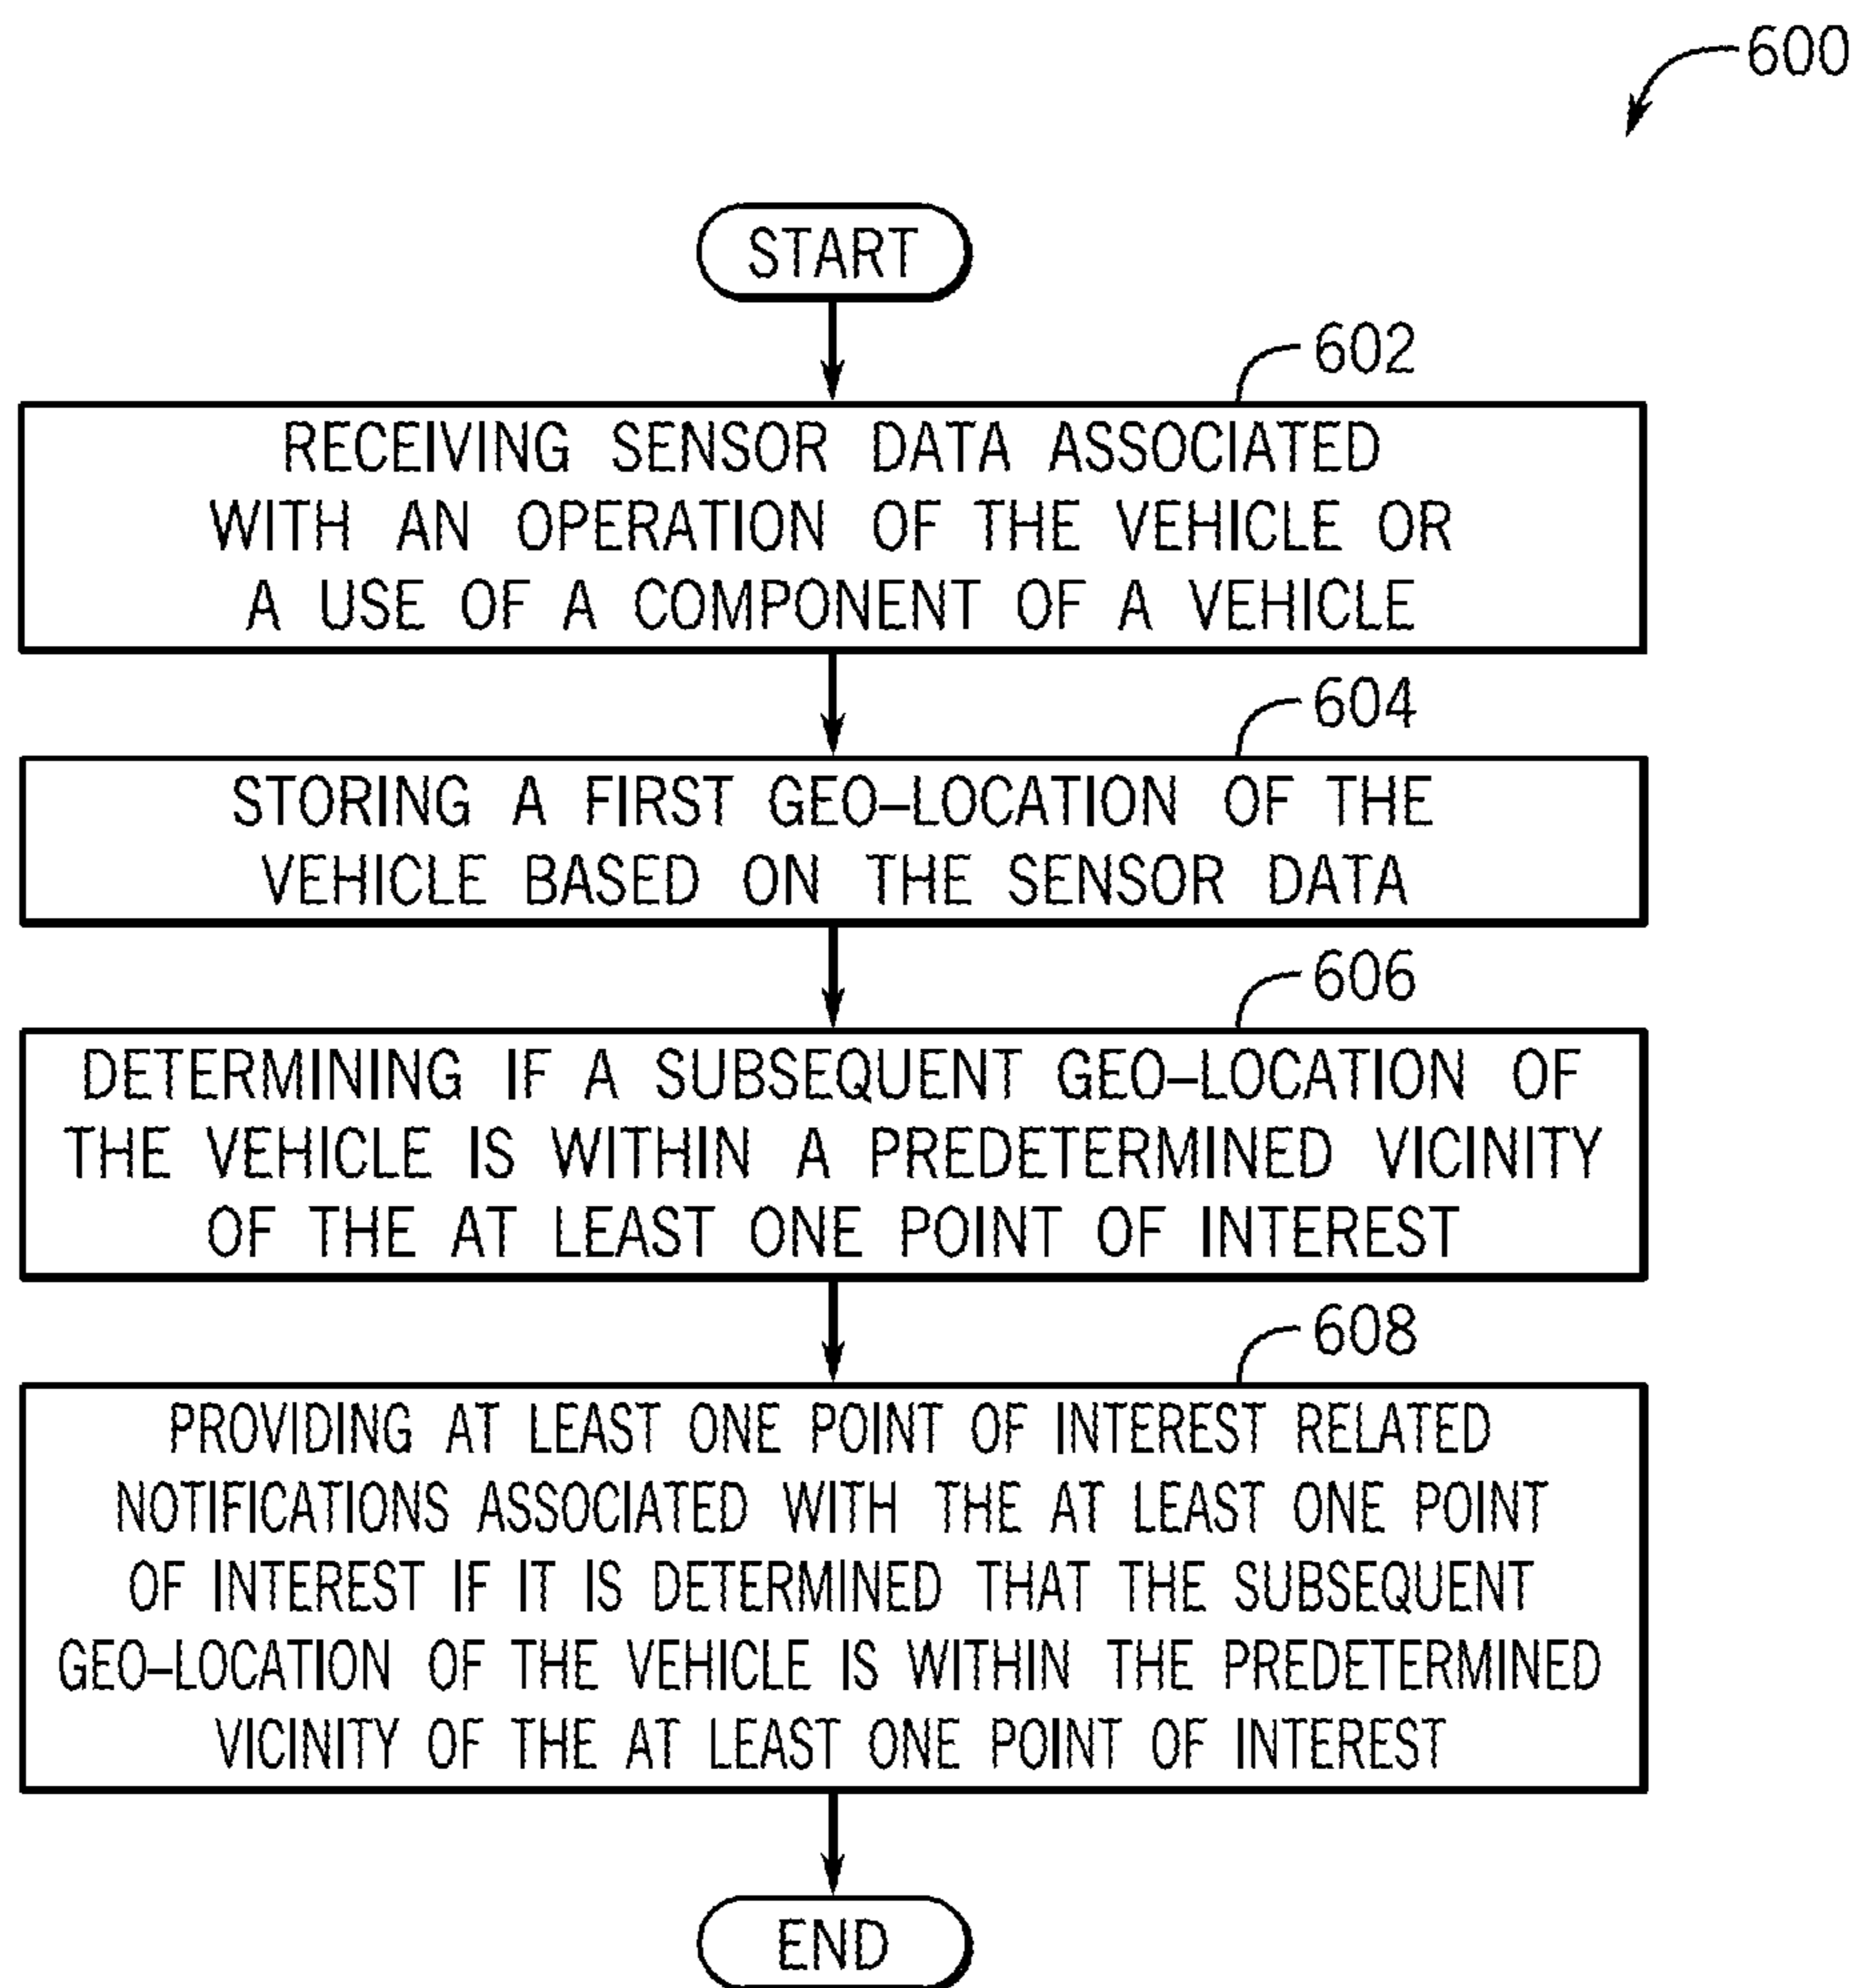 600
START
602
RECEIVING SENSOR DATA ASSOCIATED
WITH AN OPERATION OF THE VEHICLE OR
A USE OF A COMPONENT OF A VEHICLE
604
STORING A FIRST GEO–LOCATION OF THE
VEHICLE BASED ON THE SENSOR DATA
606
DETERMINING IF A SUBSEQUENT GEO–LOCATION OF
THE VEHICLE IS WITHIN A PREDETERMINED VICINITY
OF THE AT LEAST ONE POINT OF INTEREST
608
PROVIDING AT LEAST ONE POINT OF INTEREST RELATED
NOTIFICATIONS ASSOCIATED WITH THE AT LEAST ONE POINT
OF INTEREST IF IT IS DETERMINED THAT THE SUBSEQUENT
GEO–LOCATION OF THE VEHICLE IS WITHIN THE PREDETERMINED
VICINITY OF THE AT LEAST ONE POINT OF INTEREST
END